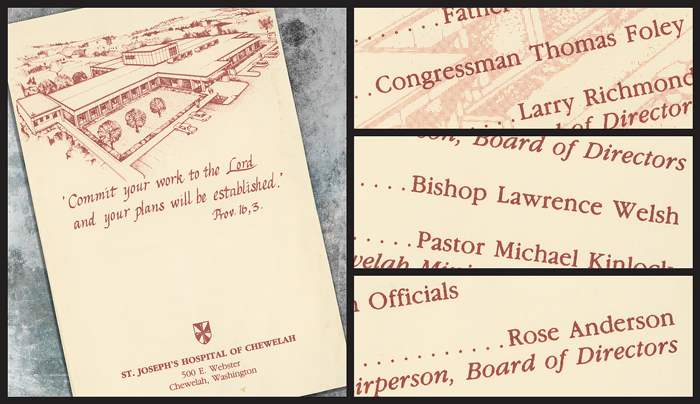 "Commit your work to the Lord
and your plans will be established."
Prov. 16,3.
ST. JOSEPH'S HOSPITAL OF CHEWELAH
500 E. Webster
Chewelah, Washington
Father
Congressman Thomas Foley
Larry Richmond
of Director
Board of Directors
Bishop Lawrence Welsh
Pastor Michael Kinloch
Officials
Rose Anderson
irperson, Board of Directors